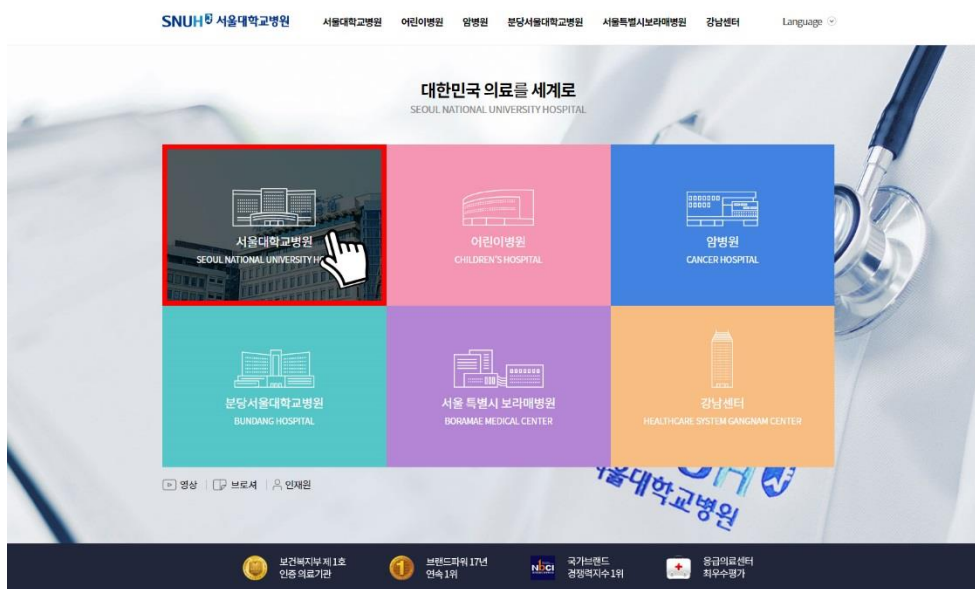 SNUH 서울대학교병원
서울대학교병원 어린이병원 암병원 분당서울대학교병원 서울특별시보라매병원 강남센터 Language
대한민국 의료를 세계로
SEOUL NATIONAL UNIVERSITY HOSPITAL
서울대학교병원
SEOUL NATIONAL UNIVERSITY H
어린이병원
CHILDREN'S HOSPITAL
암병원
CANCER HOSPITAL
분당서울대학교병원
BUNDANG HOSPITAL
서울 특별시 보라매병원
BORAMAE MEDICAL CENTER
강남센터
HEALTHCARE SYSTEM GANGNAM CENTER
서울대학교병원
영상 브로셔 인재원
보건복지부 제 1호
인증 의료기관
1
브랜드파워 17년
연속 1위
NBCI
국가브랜드
경쟁력지수 1위
응급의료센터
최우수평가